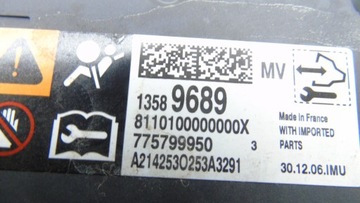 MV
1358 9689
8110100000000X
775799950 3
A214253O253A3291
Made in France
WITH IMPORTED
PARTS
30.12.06.IMU